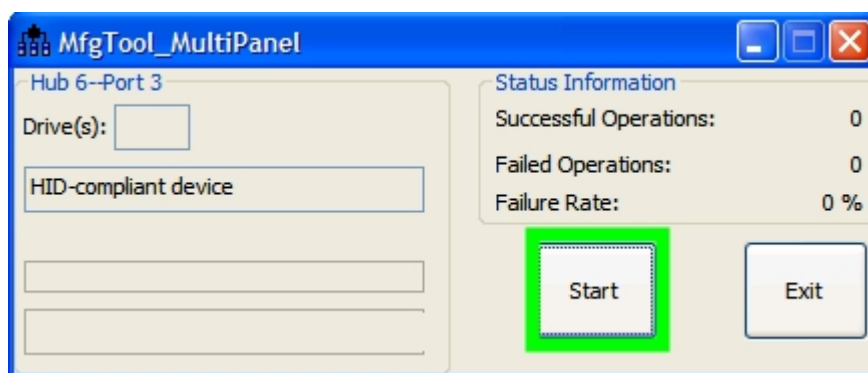 MfgTool_MultiPanel
Hub 6--Port 3
Drive(s):
HID-compliant device
Status Information
Successful Operations: 0
Failed Operations: 0
Failure Rate: 0 %
Start
Exit